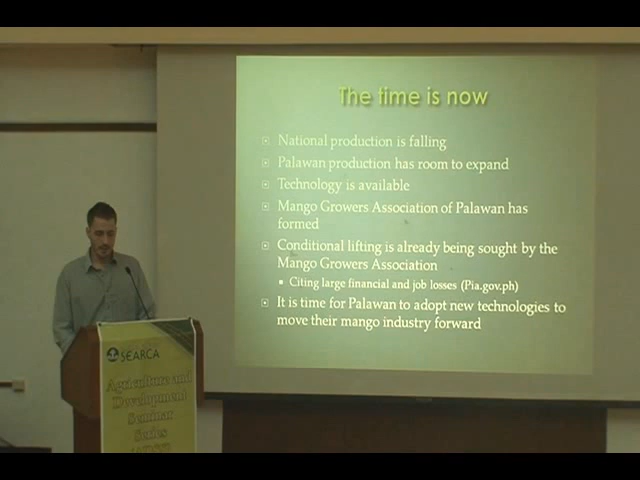 The time is now
National production is falling
Palawan production has room to expand
Technology is available
Mango Growers Association of Palawan has
formed
Conditional lifting is already being sought by the
Mango Growers Association
Citing large financial and job losses (Pia.gov.ph)
It is time for Palawan to adopt new technologies to
move their mango industry forward
SEARCA
Agriculture and
Development
Seminar
Series